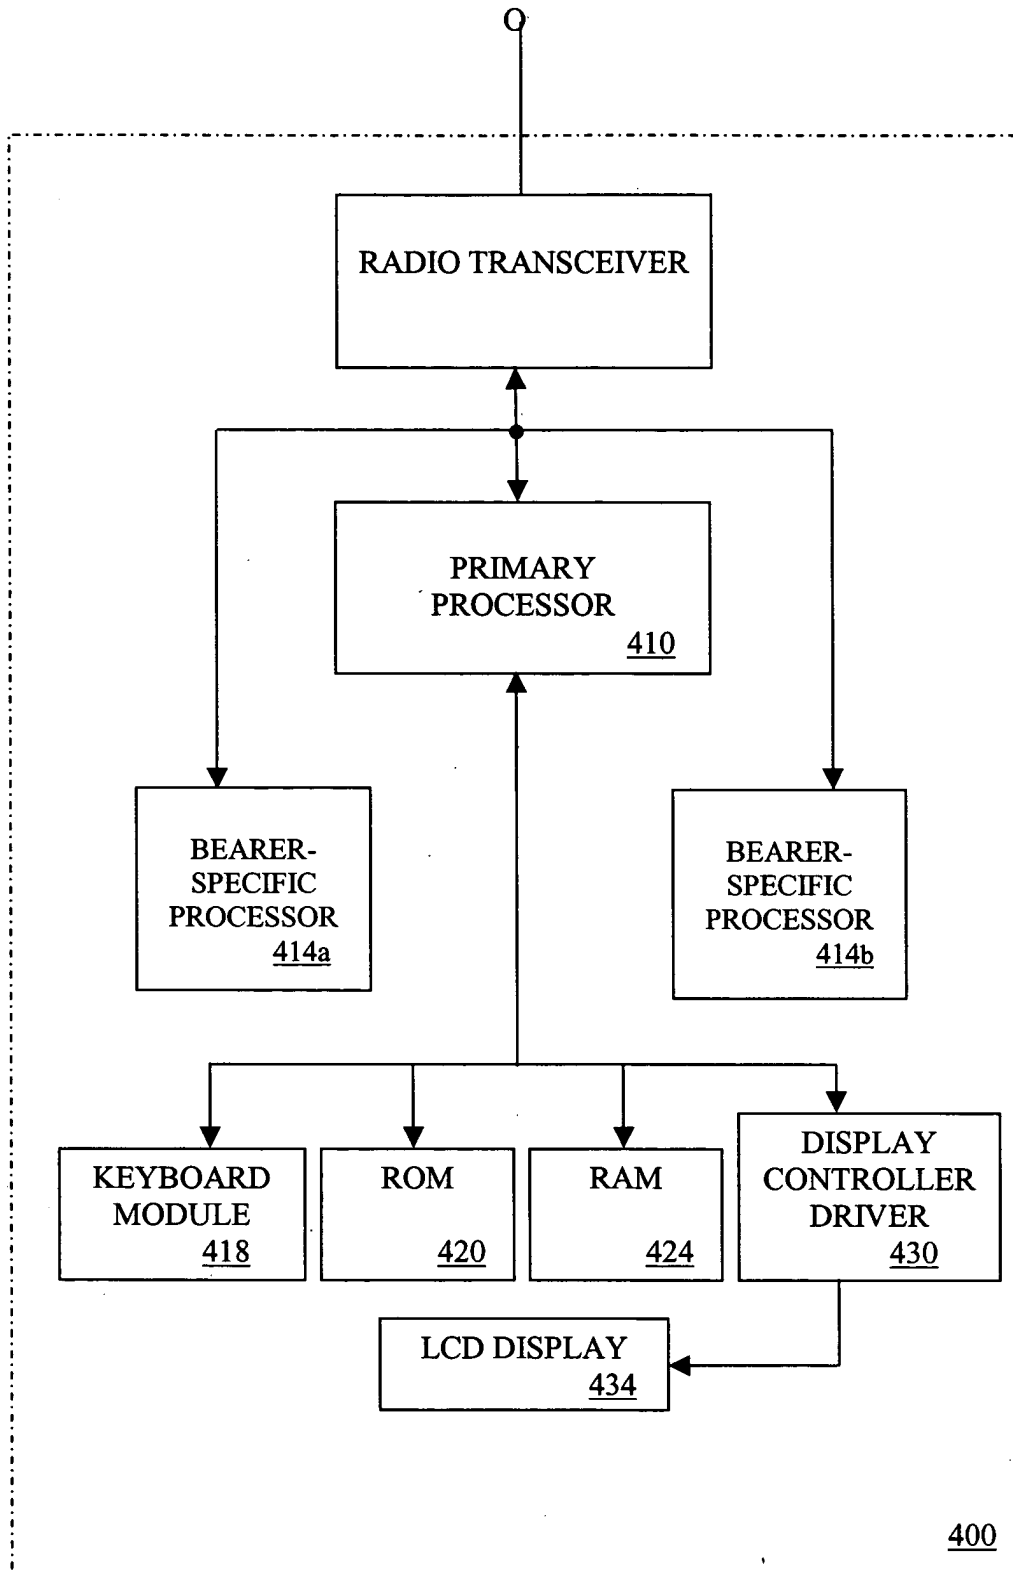 RADIO TRANSCEIVER
PRIMARY
PROCESSOR
410
BEARER-
SPECIFIC
PROCESSOR
414a
BEARER-
SPECIFIC
PROCESSOR
414b
KEYBOARD
MODULE
418
ROM
420
RAM
424
DISPLAY
CONTROLLER
DRIVER
430
LCD DISPLAY
434
400